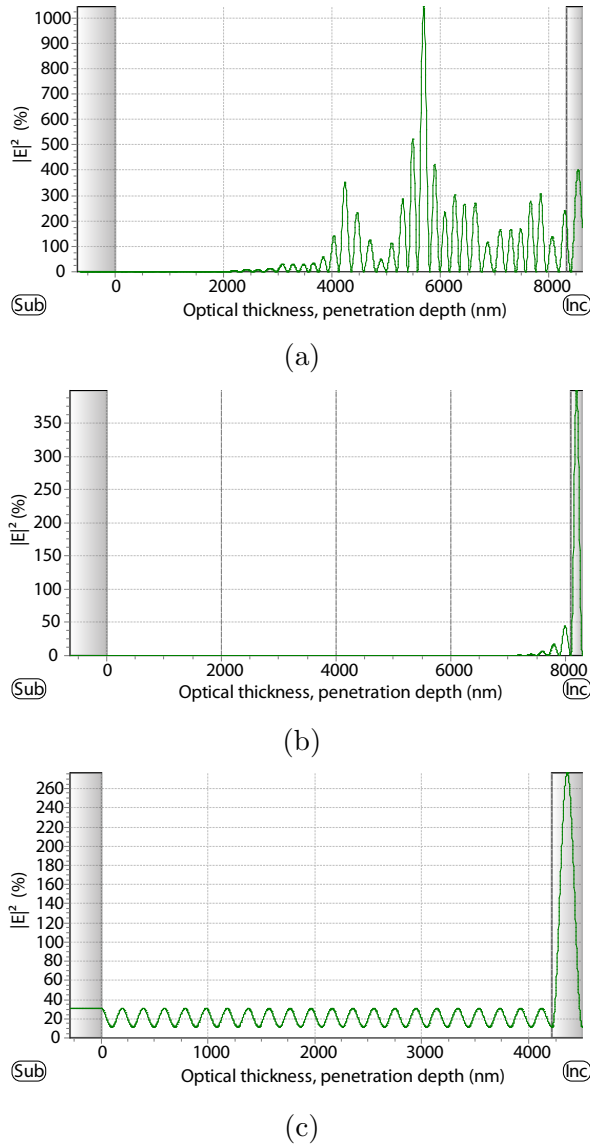 1000
900
800
700
600
500
400
300
200
100
0
|E|² (%)
0 2000 4000 6000 8000
Sub Optical thickness, penetration depth (nm) Inc
(a)
350
300
250
200
150
100
50
0
|E|² (%)
0 2000 4000 6000 8000
Sub Optical thickness, penetration depth (nm) Inc
(b)
260
240
220
200
180
160
140
120
100
80
60
40
20
0
|E|² (%)
0 1000 2000 3000 4000
Sub Optical thickness, penetration depth (nm) Inc
(c)